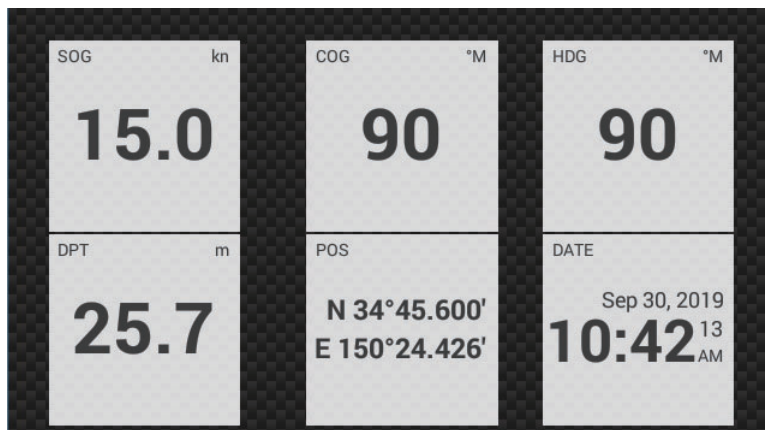 SOG kn
15.0
COG °M
90
HDG °M
90
DPT m
25.7
POS
N 34°45.600'
E 150°24.426'
DATE
Sep 30, 2019
10:42 13 AM